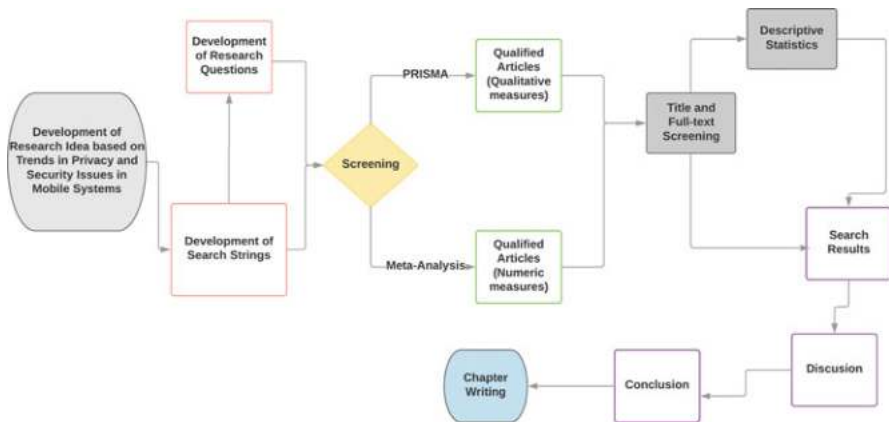 Development of
Research Idea based on
Trends in Privacy and
Security Issues in
Mobile Systems
Development
of Research
Questions
Development of
Search Strings
Screening
PRISMA
Meta-Analysis
Qualified
Articles
(Qualitative
measures)
Qualified
Articles
(Numeric
measures)
Title and
Full-text
Screening
Descriptive
Statistics
Search
Results
Discusion
Conclusion
Chapter
Writing